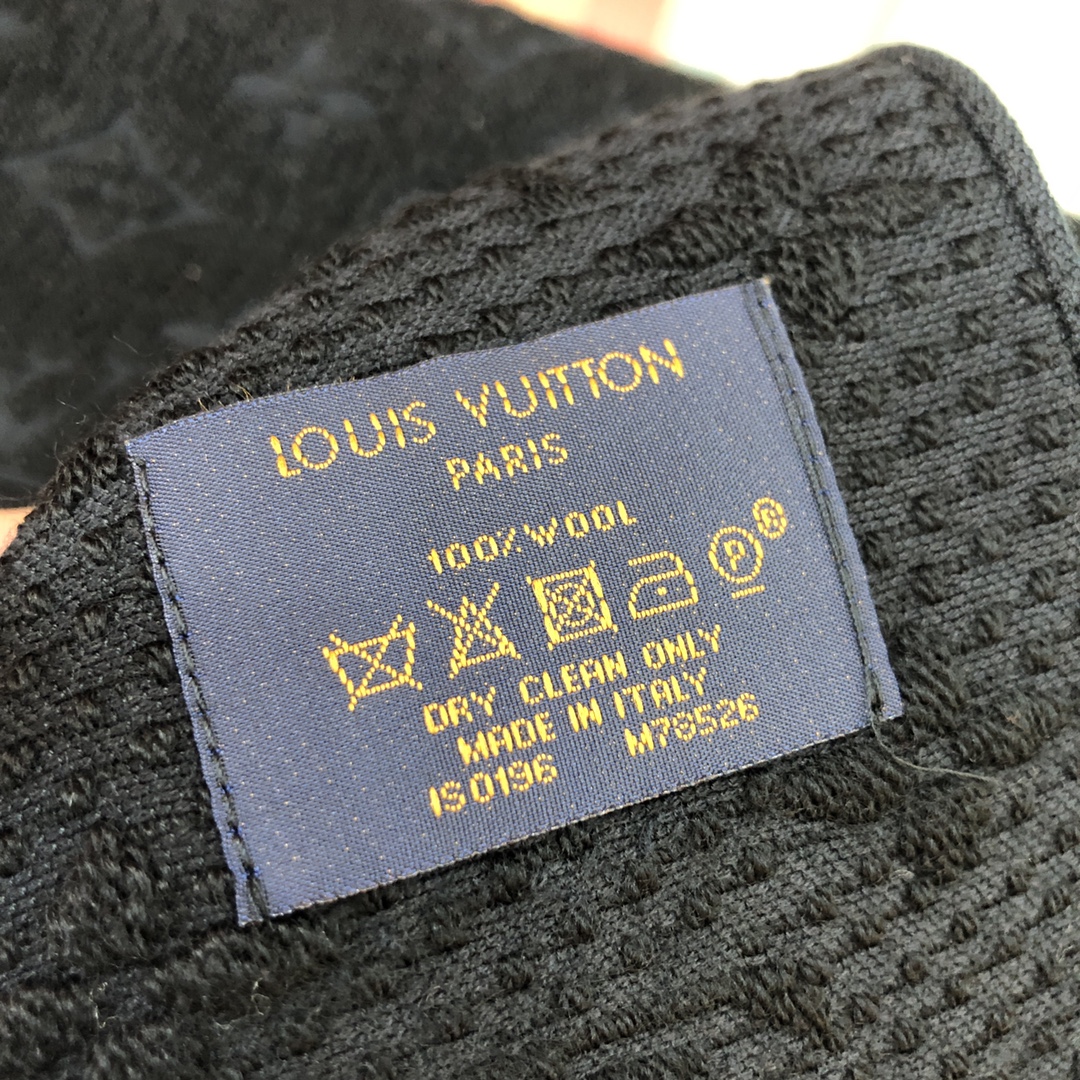 LOUIS VUITTON
PARIS
100% WOOL
P ®
DRY CLEAN ONLY
MADE IN ITALY
IS0196 M78526